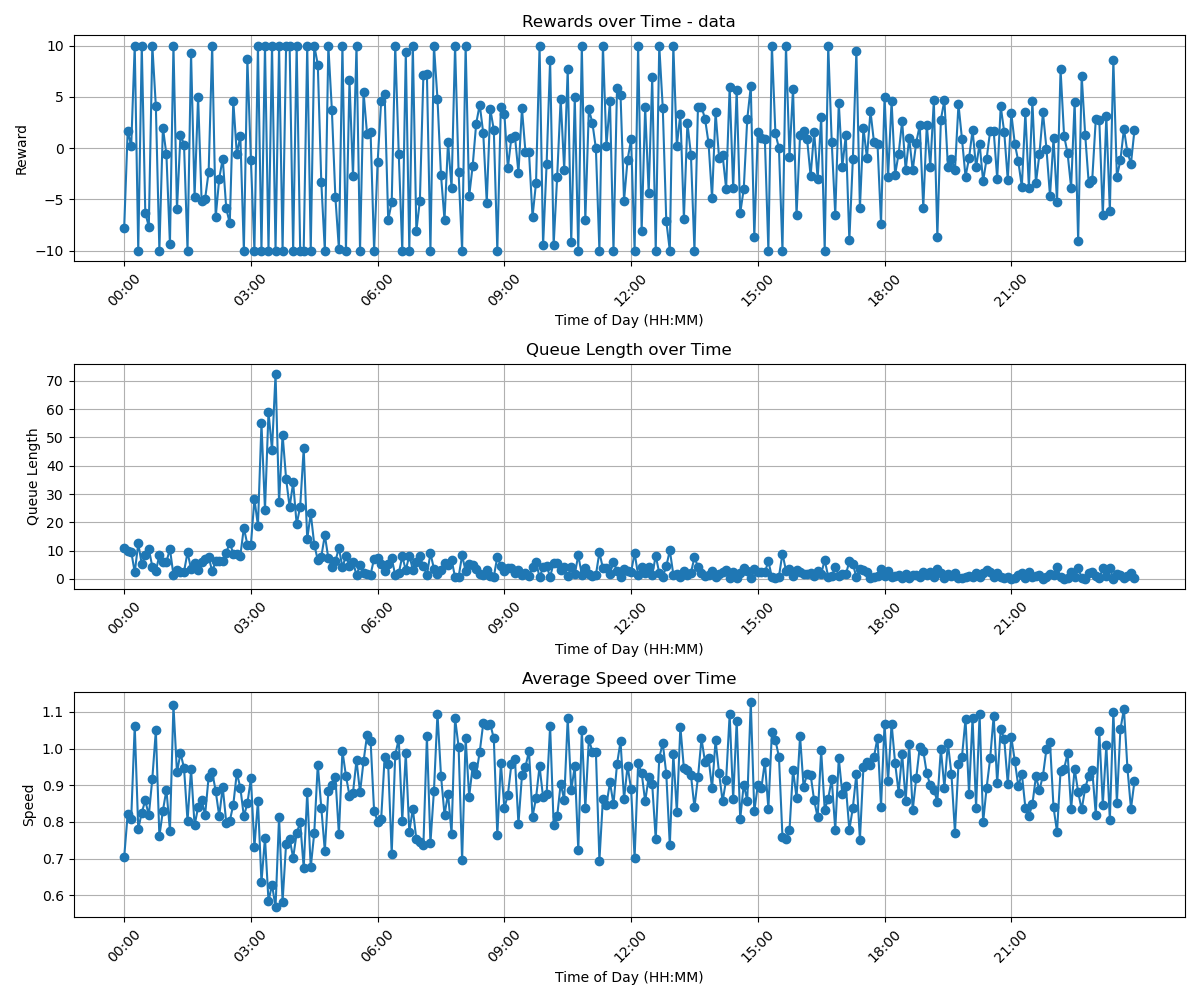 Rewards over Time - data
Reward
10
5
0
−5
−10
00:00 03:00 06:00 09:00 12:00 15:00 18:00 21:00
Time of Day (HH:MM)
Queue Length over Time
Queue Length
70
60
50
40
30
20
10
0
00:00 03:00 06:00 09:00 12:00 15:00 18:00 21:00
Time of Day (HH:MM)
Average Speed over Time
Speed
1.1
1.0
0.9
0.8
0.7
0.6
00:00 03:00 06:00 09:00 12:00 15:00 18:00 21:00
Time of Day (HH:MM)